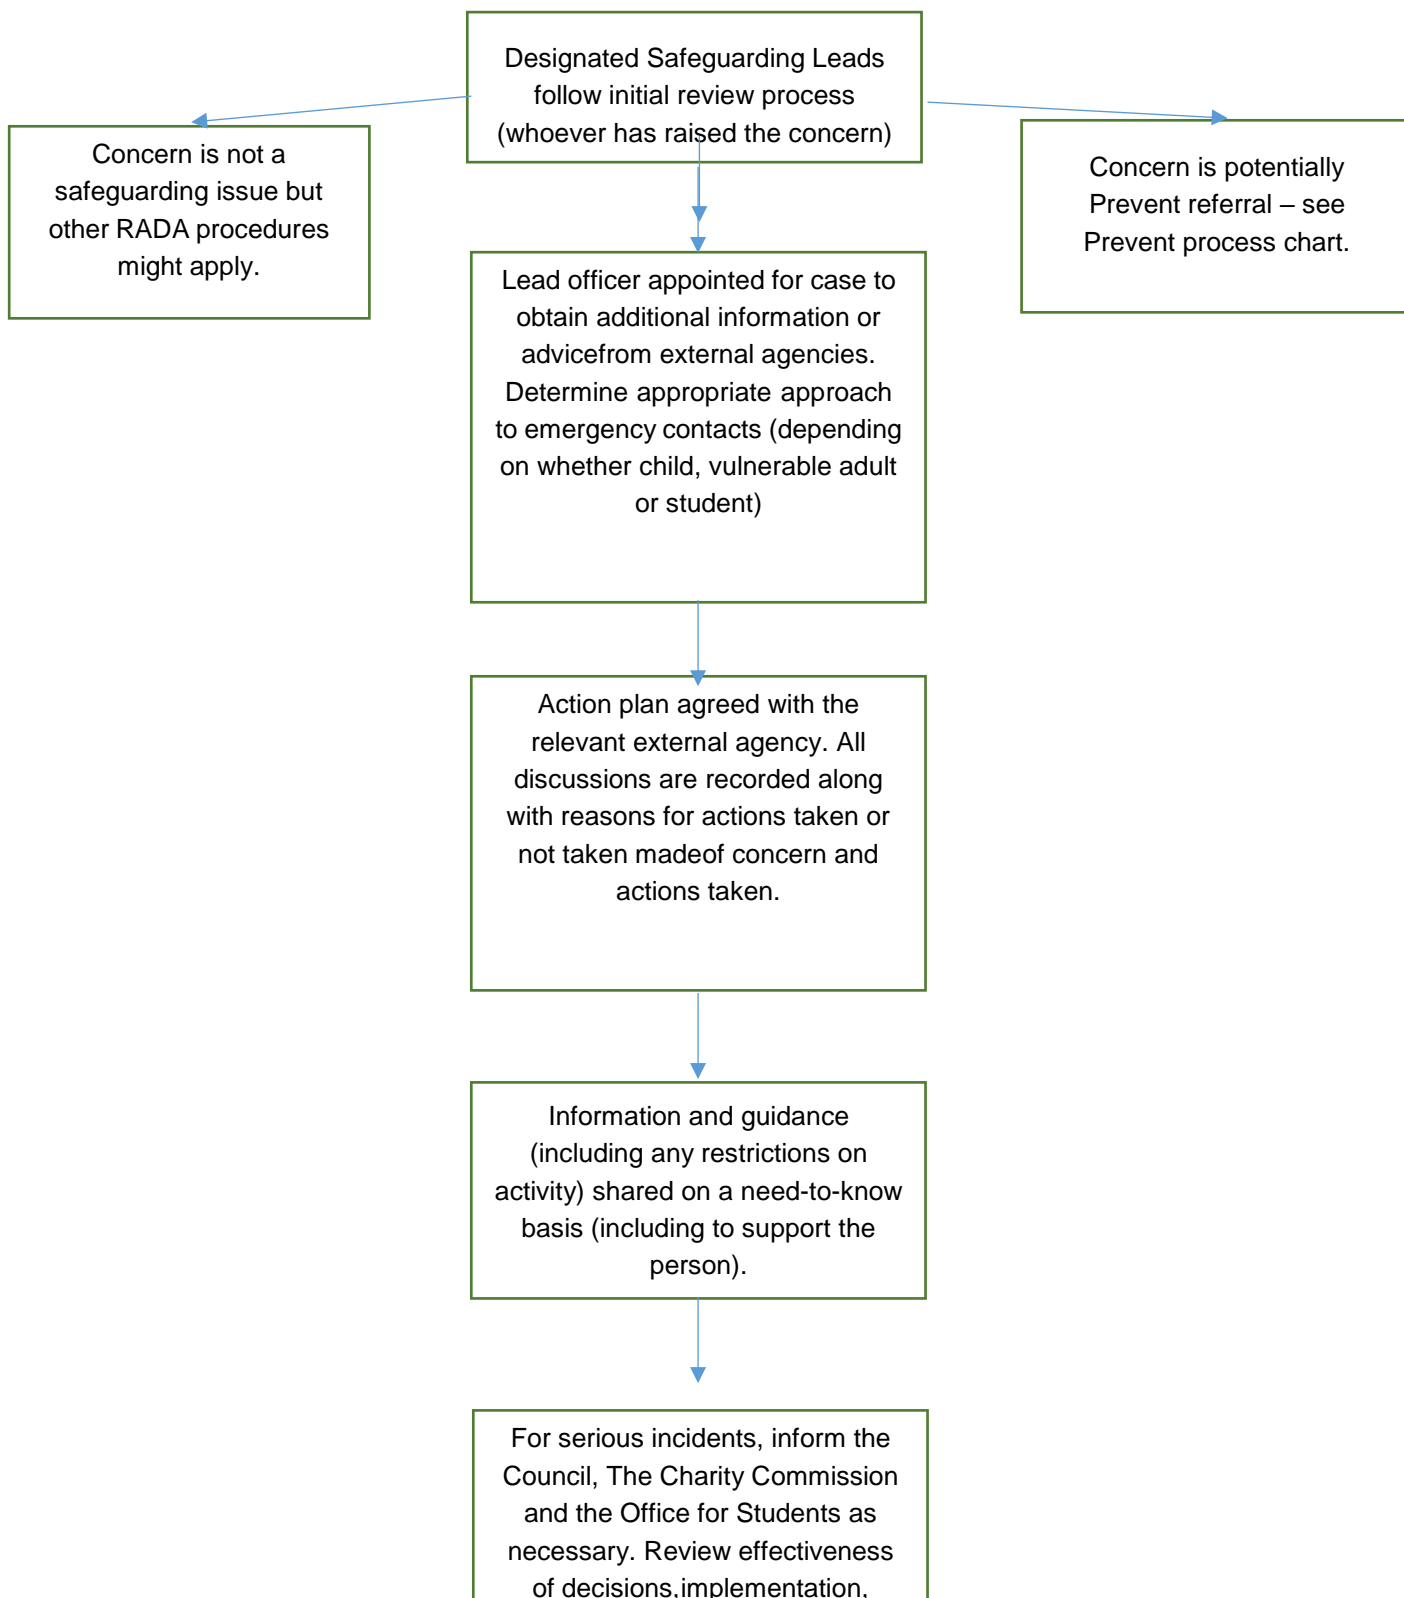 Designated Safeguarding Leads
follow initial review process
(whoever has raised the concern)
Concern is not a
safeguarding issue but
other RADA procedures
might apply.
Concern is potentially
Prevent referral – see
Prevent process chart.
Lead officer appointed for case to
obtain additional information or
advicefrom external agencies.
Determine appropriate approach
to emergency contacts (depending
on whether child, vulnerable adult
or student)
Action plan agreed with the
relevant external agency. All
discussions are recorded along
with reasons for actions taken or
not taken madeof concern and
actions taken.
Information and guidance
(including any restrictions on
activity) shared on a need-to-know
basis (including to support the
person).
For serious incidents, inform the
Council, The Charity Commission
and the Office for Students as
necessary. Review effectiveness
of decisions,implementation,